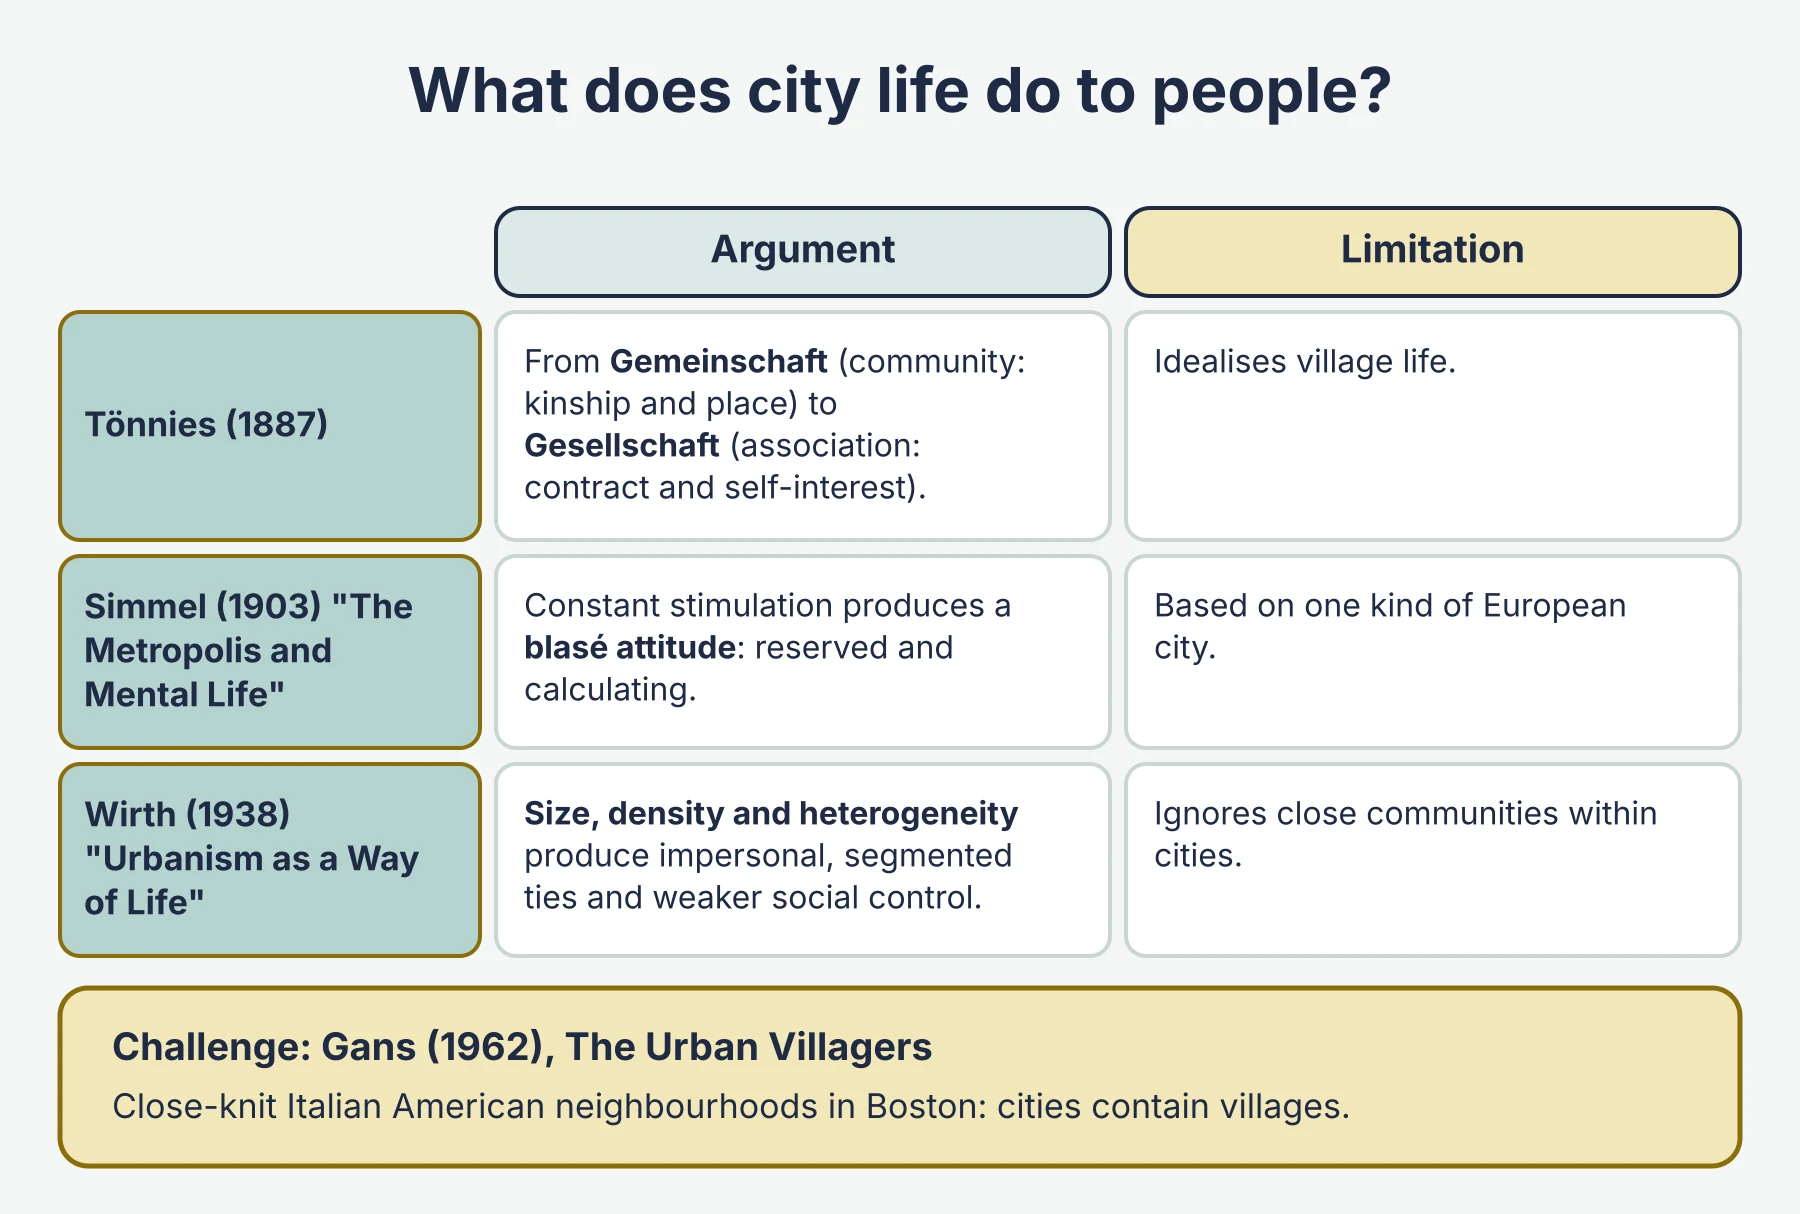 What does city life do to people?
Argument
Limitation
Tönnies (1887)
From Gemeinschaft (community:
kinship and place) to
Gesellschaft (association:
contract and self-interest).
Idealises village life.
Simmel (1903) "The
Metropolis and
Mental Life"
Constant stimulation produces a
blasé attitude: reserved and
calculating.
Based on one kind of European
city.
Wirth (1938)
"Urbanism as a Way
of Life"
Size, density and heterogeneity
produce impersonal, segmented
ties and weaker social control.
Ignores close communities within
cities.
Challenge: Gans (1962), The Urban Villagers
Close-knit Italian American neighbourhoods in Boston: cities contain villages.